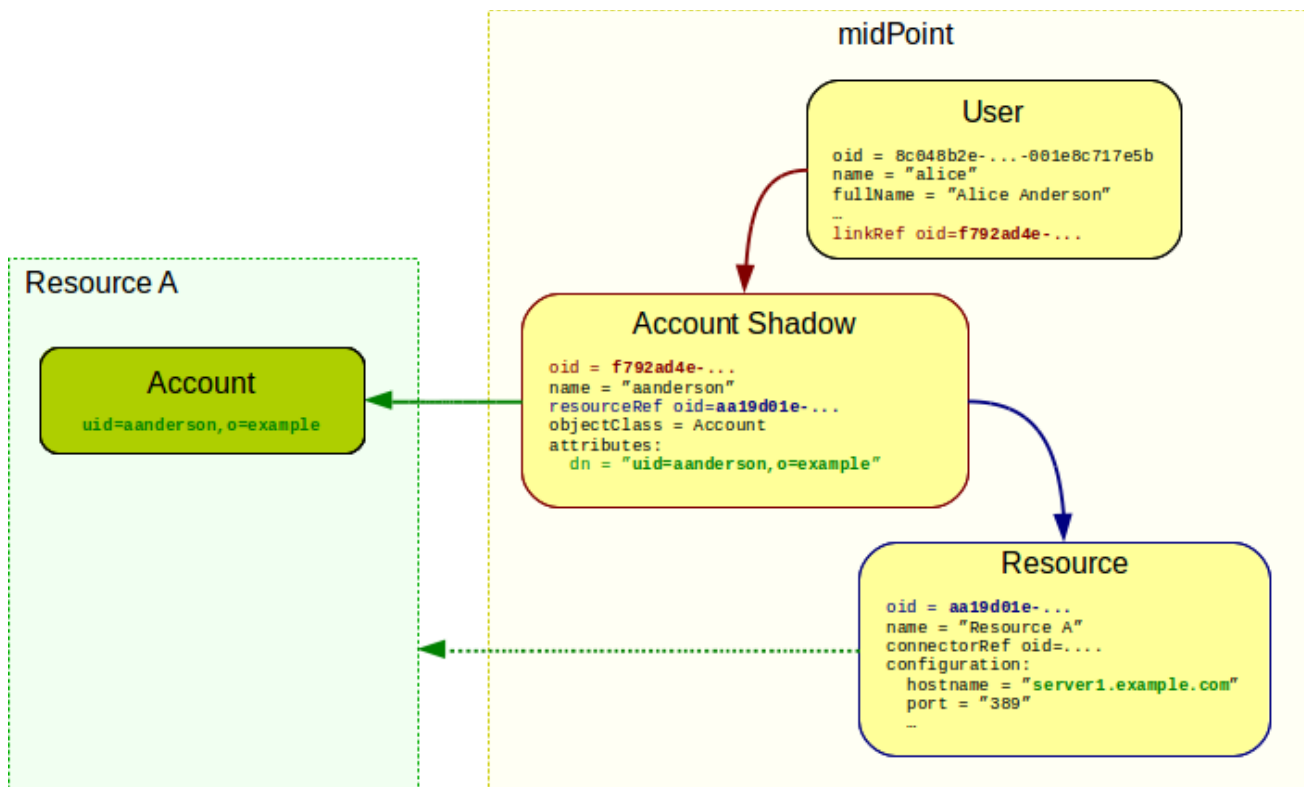 midPoint
User
oid = 8c048b2e-...-001e8c717e5b
name = "alice"
fullName = "Alice Anderson"
…
linkRef oid=f792ad4e-...
Resource A
Account
uid=aanderson,o=example
Account Shadow
oid = f792ad4e-...
name = "aanderson"
resourceRef oid=aa19d01e-...
objectClass = Account
attributes:
dn = "uid=aanderson,o=example"
Resource
oid = aa19d01e-...
name = "Resource A"
connectorRef oid=....
configuration:
hostname = "server1.example.com"
port = "389"
…